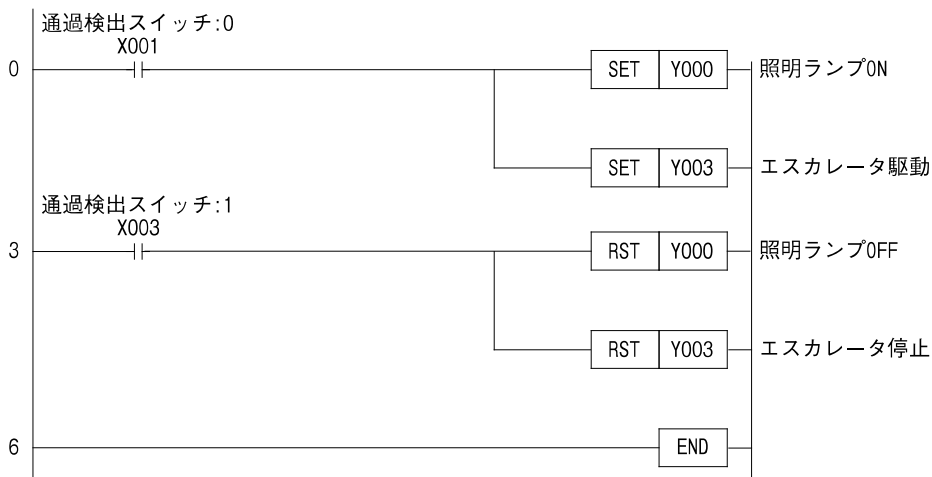 通過検出スイッチ:0
X001
0 SET Y000 照明ランプON
SET Y003 エスカレータ駆動
通過検出スイッチ:1
X003
3 RST Y000 照明ランプOFF
RST Y003 エスカレータ停止
6 END